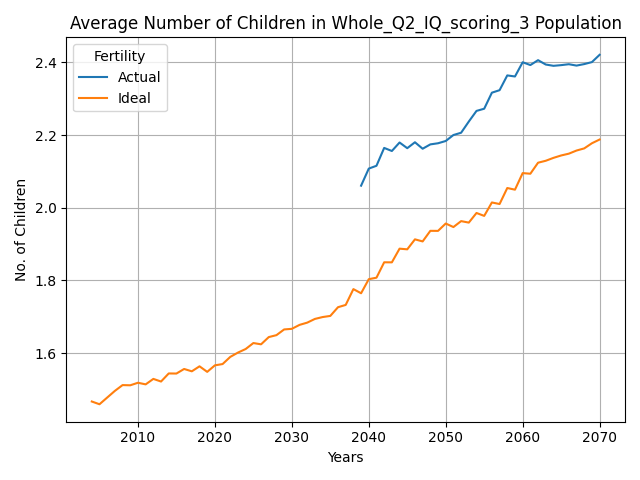 Average Number of Children in Whole_Q2_IQ_scoring_3 Population
Fertility
Actual
Ideal
No. of Children
2.4
2.2
2.0
1.8
1.6
2010 2020 2030 2040 2050 2060 2070
Years